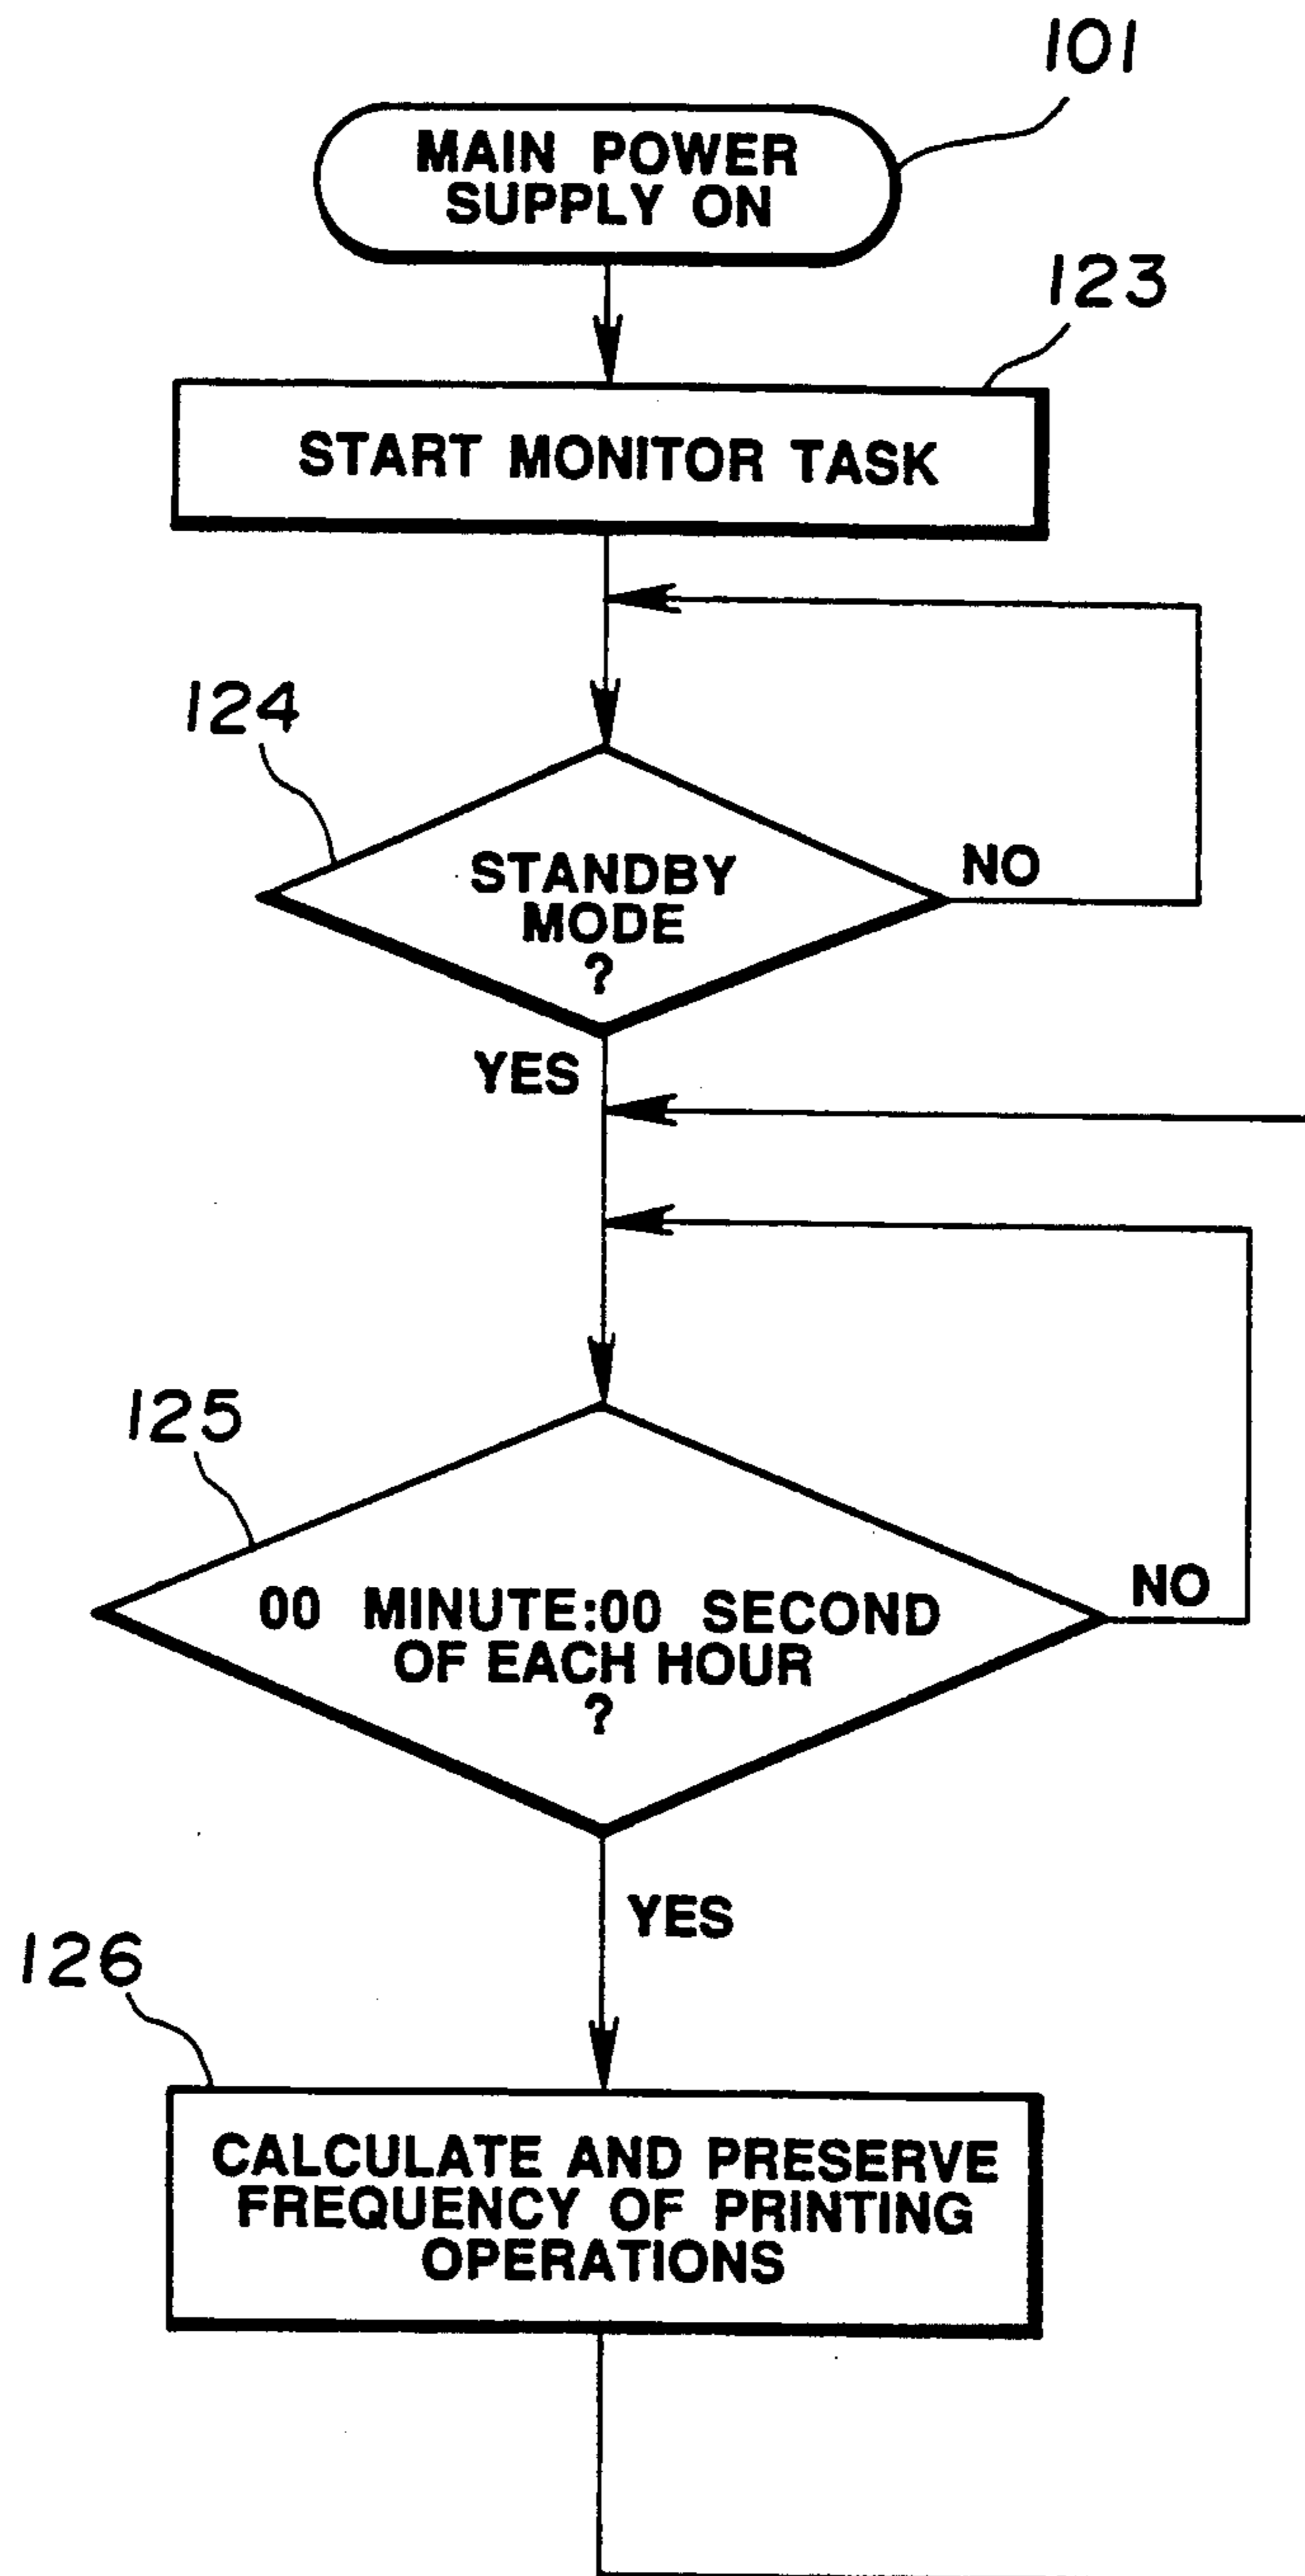 101
MAIN POWER
SUPPLY ON
123
START MONITOR TASK
124
STANDBY
MODE
?
NO
YES
125
00 MINUTE:00 SECOND
OF EACH HOUR
?
NO
YES
126
CALCULATE AND PRESERVE
FREQUENCY OF PRINTING
OPERATIONS